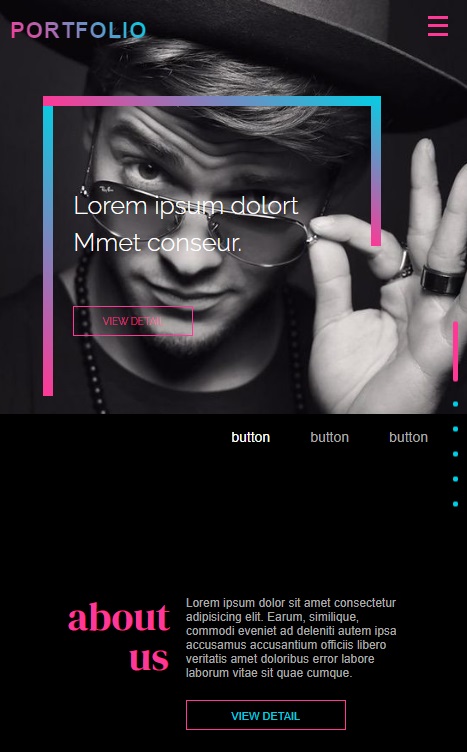 PORTFOLIO
Lorem ipsum dolort
Mmet conseur.
VIEW DETAIL
button button button
about
us
Lorem ipsum dolor sit amet consectetur
adipisicing elit. Earum, similique,
commodi eveniet ad deleniti autem ipsa
accusamus accusantium officiis libero
veritatis amet doloribus error labore
laborum vitae sit quae cumque.
VIEW DETAIL